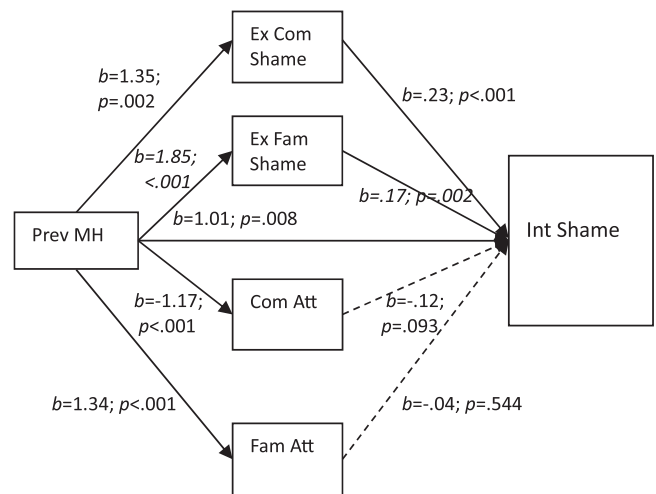 Ex Com
Shame
b=1.35;
p=.002
b=.23; p<.001
Ex Fam
Shame
b=1.85;
<.001
b=.17; p=.002
b=1.01; p=.008
Prev MH
Int Shame
b=-1.17;
p<.001
Com Att
b=-.12;
p=.093
b=1.34; p<.001
b=-.04; p=.544
Fam Att